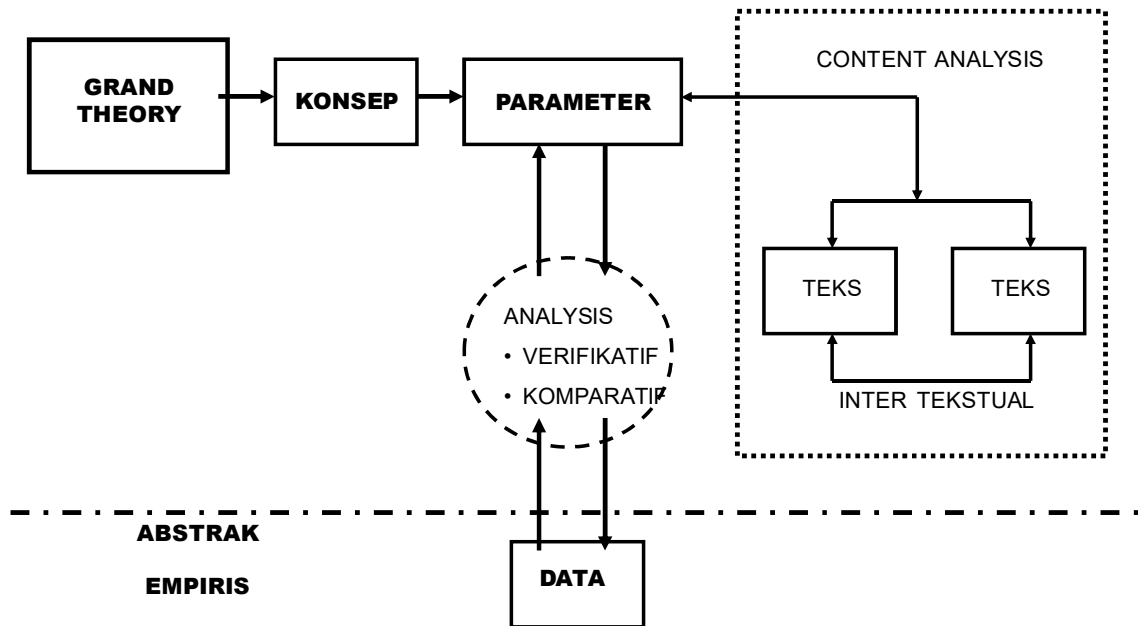 CONTENT ANALYSIS
GRAND
THEORY
KONSEP
PARAMETER
TEKS
TEKS
ANALYSIS
• VERIFIKATIF
• KOMPARATIF
INTER TEKSTUAL
ABSTRAK
EMPIRIS
DATA